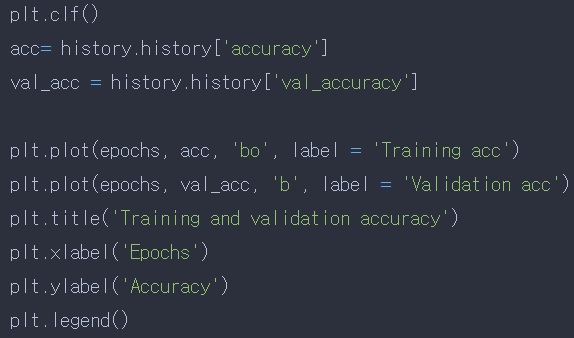 plt.clf()
acc= history.history['accuracy']
val_acc = history.history['val_accuracy']
plt.plot(epochs, acc, 'bo', label = 'Training acc')
plt.plot(epochs, val_acc, 'b', label = 'Validation acc')
plt.title('Training and validation accuracy')
plt.xlabel('Epochs')
plt.ylabel('Accuracy')
plt.legend()